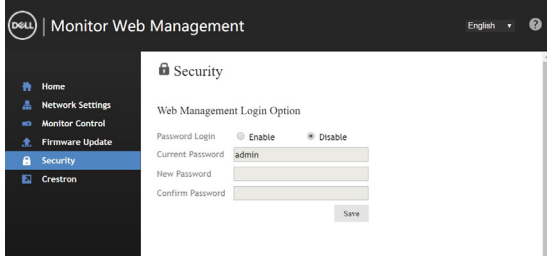 DELL | Monitor Web Management
English ?
Home
Network Settings
Monitor Control
Firmware Update
Security
Crestron
Security
Web Management Login Option
Password Login Enable Disable
Current Password admin
New Password
Confirm Password
Save